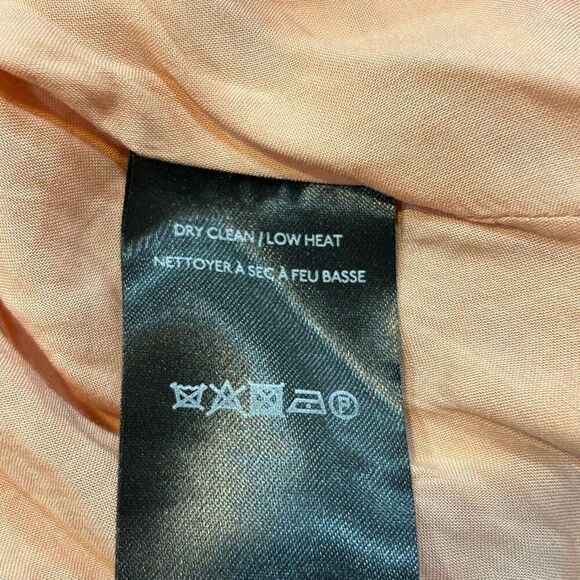 DRY CLEAN / LOW HEAT
NETTOYER À SEC, À FEU BASSE
P